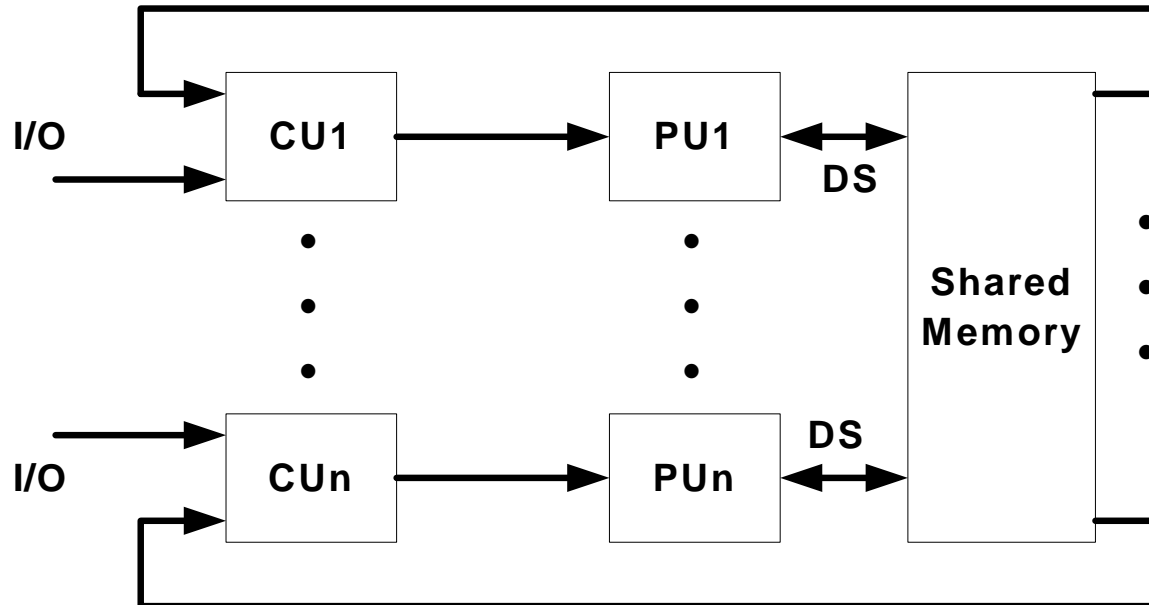 I/O
CU1
PU1
DS
Shared
Memory
I/O
CUn
PUn
DS